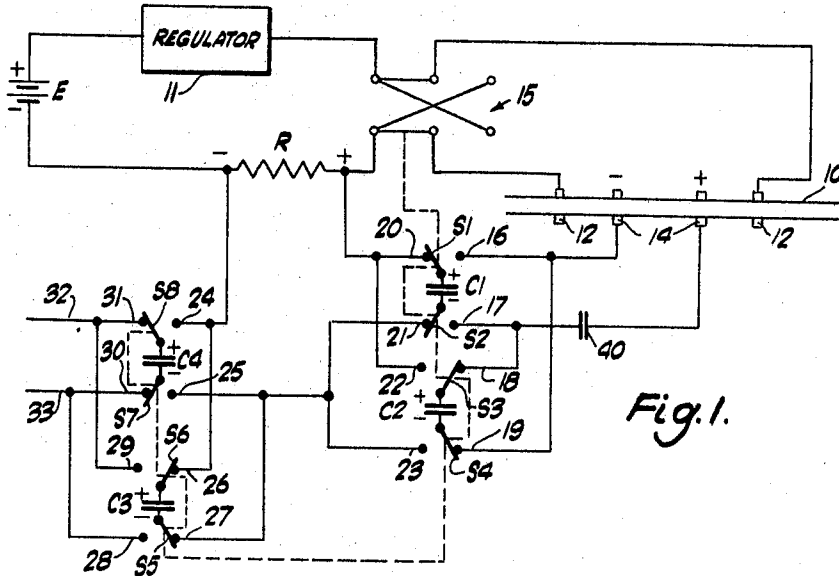 REGULATOR
+
E
-
11
15
R
-
+
10
-
+
12
14
12
20
S1
16
+
C1
-
21
S2
17
40
22
18
S3
+
C2
-
23
19
S4
32
31
S8
24
+
C4
-
30
25
33
S7
S6
29
26
+
C3
-
27
28
S5
Fig.1.